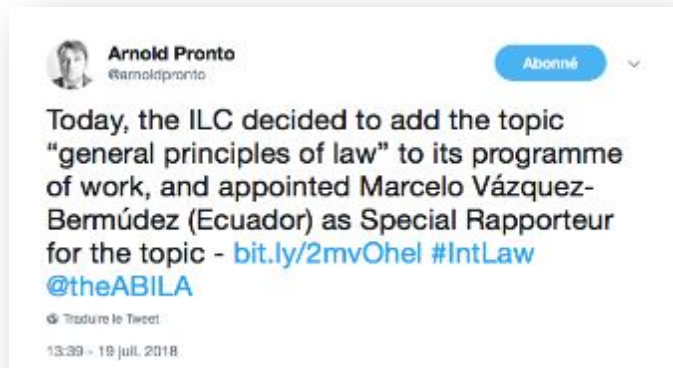 Arnold Pronto
@arnoldpronto
Abonné
Today, the ILC decided to add the topic
“general principles of law” to its programme
of work, and appointed Marcelo Vázquez-
Bermúdez (Ecuador) as Special Rapporteur
for the topic - bit.ly/2mvOhel #IntLaw
@theABILA
Traduire le Tweet
13:39 - 19 juil. 2018